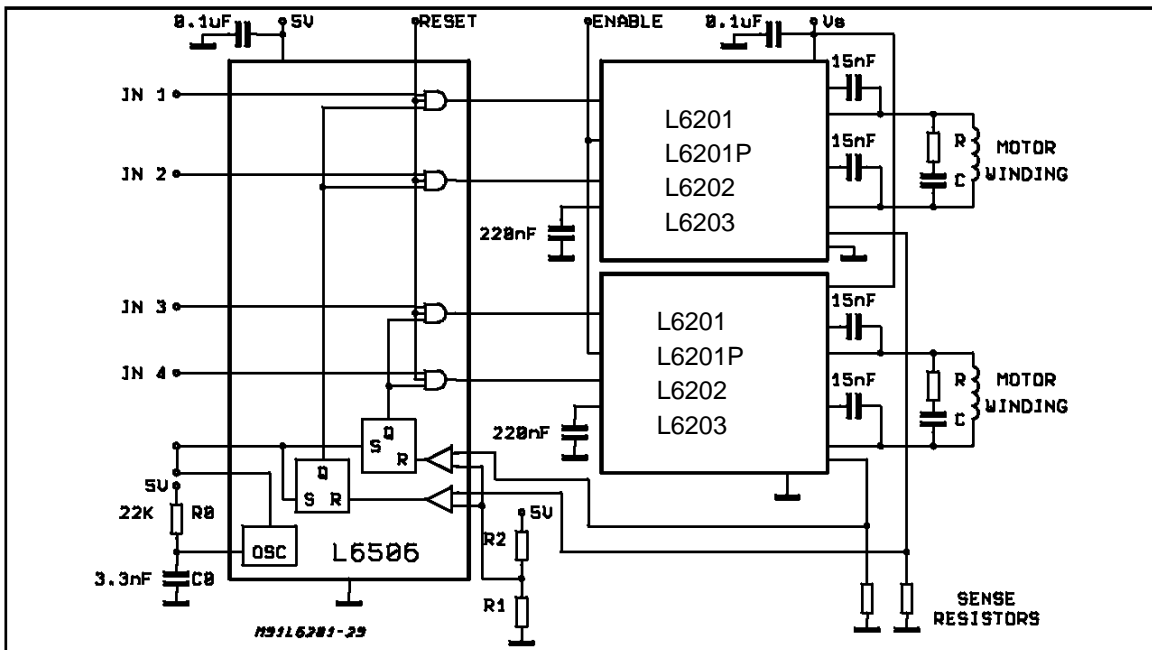 0.1uF 5V RESET ENABLE 0.1uF Vs
15nF
IN 1
L6201
L6201P
L6202
L6203
15nF
R
C
MOTOR
WINDING
IN 2
220nF
IN 3
15nF
L6201
L6201P
L6202
L6203
IN 4
15nF
R
C
MOTOR
WINDING
220nF
Q
S
R
Q
S R
5V
22K R0
OSC
L6506
3.3nF C0
5V
R2
R1
SENSE
RESISTORS
M91L6201-29